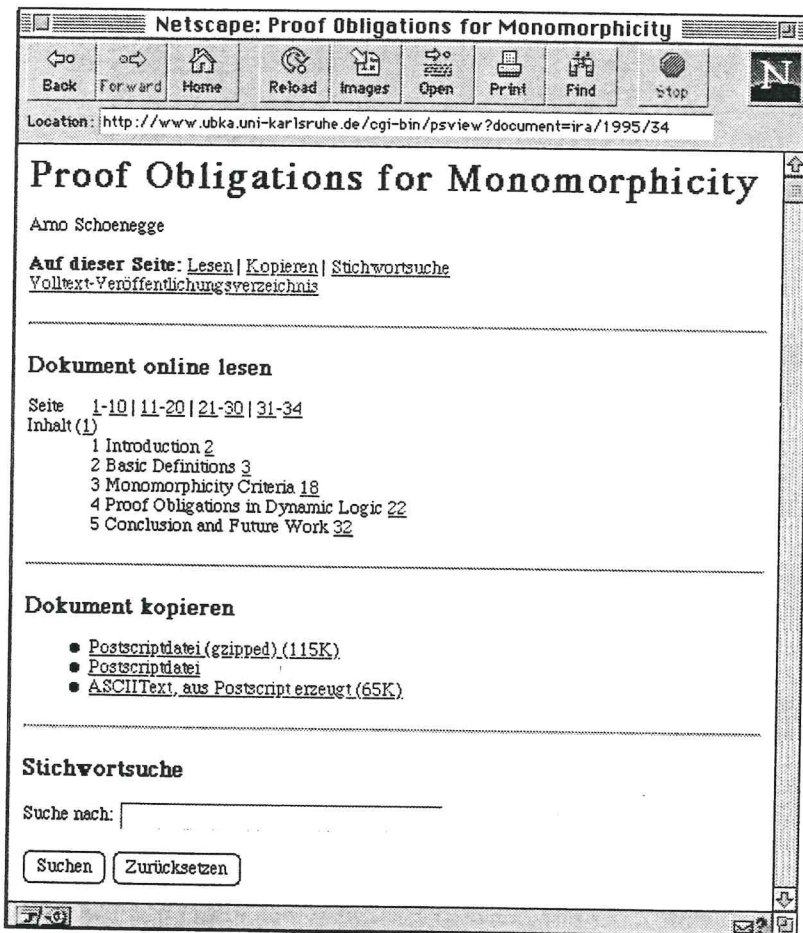 Netscape: Proof Obligations for Monomorphicity
Back Forward Home Reload Images Open Print Find Stop N
Location: http://www.ubka.uni-karlsruhe.de/cgi-bin/psview?document=ira/1995/34
Proof Obligations for Monomorphicity
Arno Schoenegge
Auf dieser Seite: Lesen | Kopieren | Stichwortsuche
Volltext-Veröffentlichungsverzeichnis
Dokument online lesen
Seite 1-10 | 11-20 | 21-30 | 31-34
Inhalt (1)
1 Introduction 2
2 Basic Definitions 3
3 Monomorphicity Criteria 18
4 Proof Obligations in Dynamic Logic 22
5 Conclusion and Future Work 32
Dokument kopieren
Postscriptdatei (gzipped) (115K)
Postscriptdatei
ASCIIText, aus Postscript erzeugt (65K)
Stichwortsuche
Suche nach:
Suchen Zurücksetzen
?